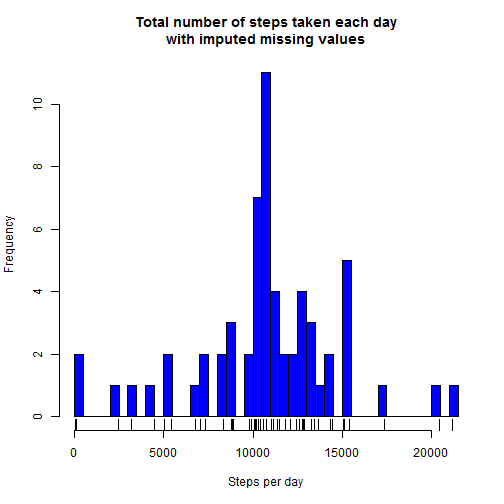 Total number of steps taken each day
with imputed missing values
Frequency
10
8
6
4
2
0
0 5000 10000 15000 20000
Steps per day